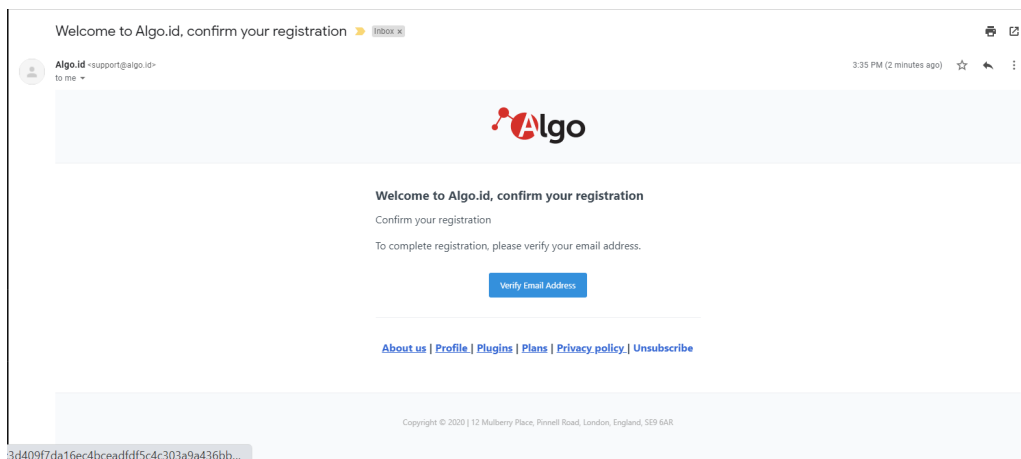 Welcome to Algo.id, confirm your registration Inbox x
Algo.id <support@algo.id> 3:35 PM (2 minutes ago)
to me
Algo
Welcome to Algo.id, confirm your registration
Confirm your registration
To complete registration, please verify your email address.
Verify Email Address
About us | Profile | Plugins | Plans | Privacy policy | Unsubscribe
Copyright © 2020 | 12 Mulberry Place, Pinnell Road, London, England, SE9 6AR
3d409f7da16ec4bceadfdf5c4c303a9a436bb...